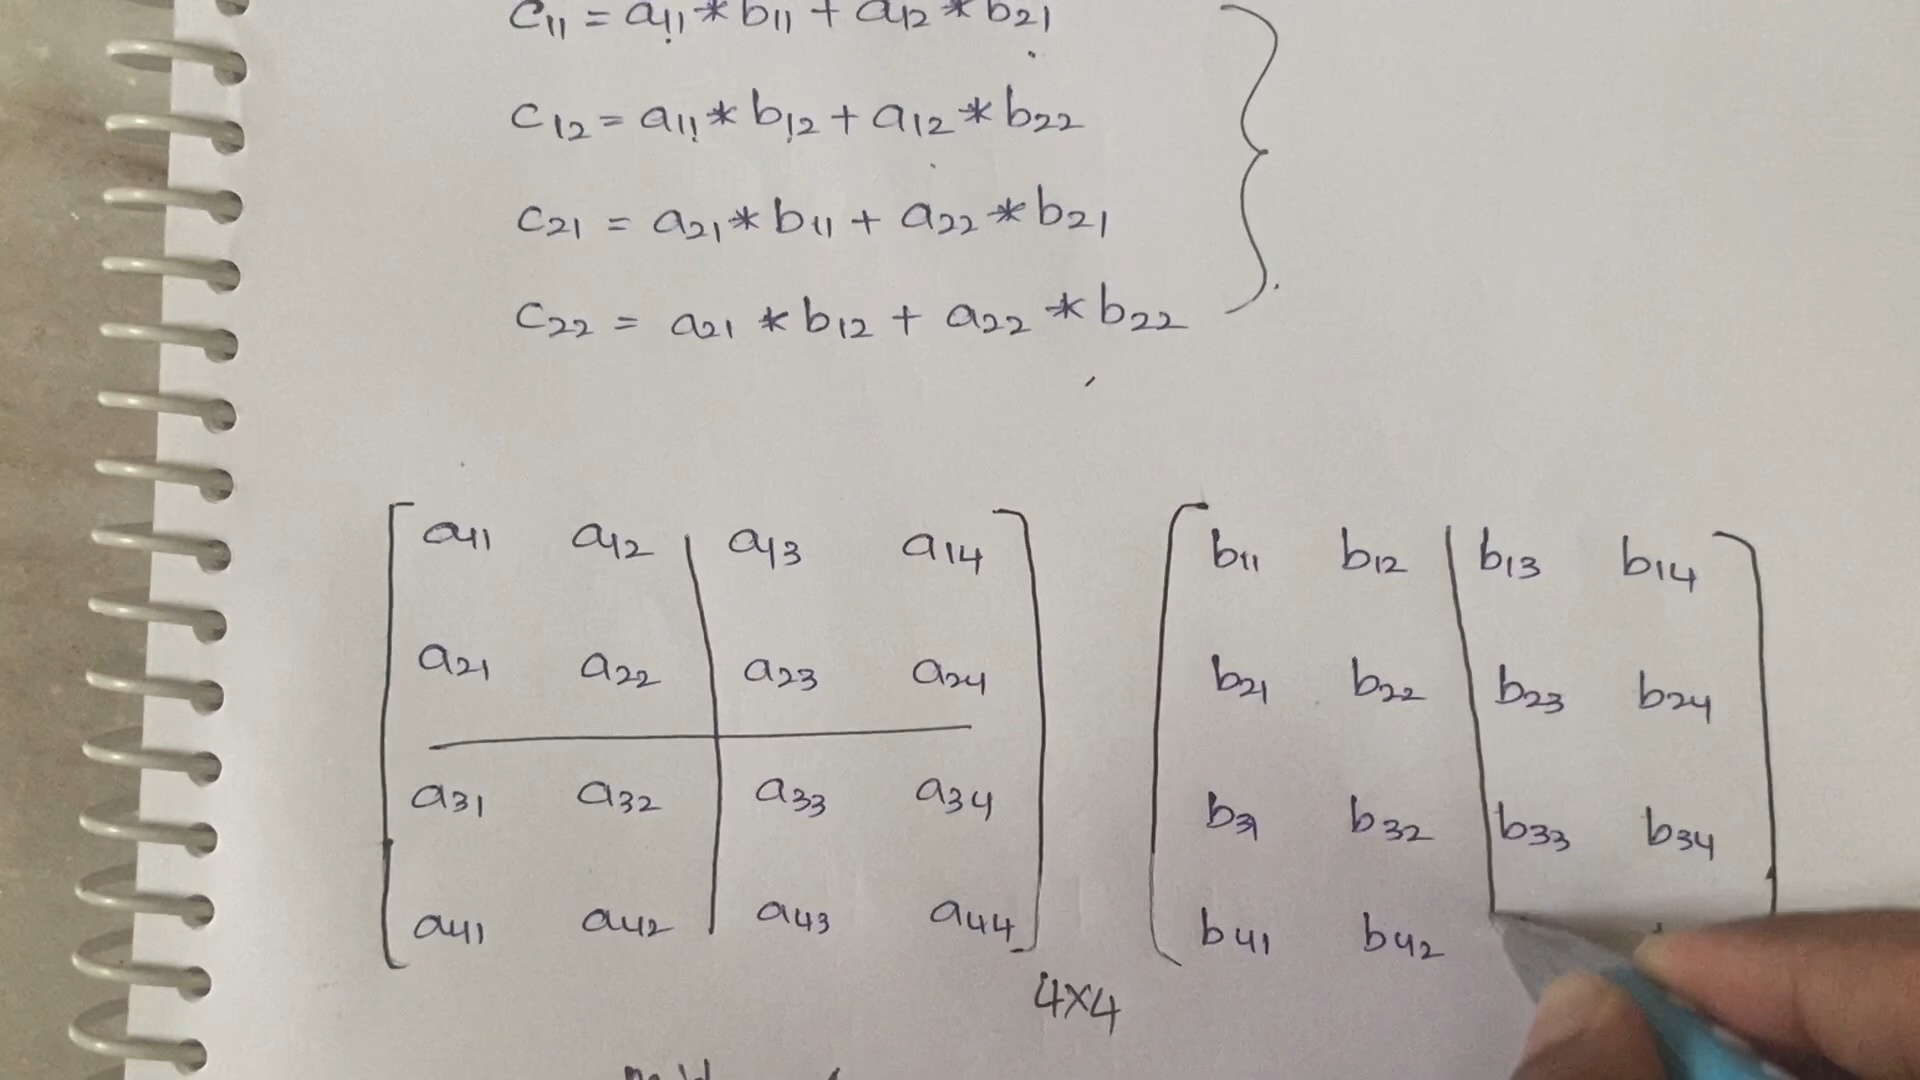 C11 = a11 * b11 + a12 * b21
C12 = a11 * b12 + a12 * b22
C21 = a21 * b11 + a22 * b21
C22 = a21 * b12 + a22 * b22
a11 a12 a13 a14 b11 b12 b13 b14
a21 a22 a23 a24 b21 b22 b23 b24
a31 a32 a33 a34 b31 b32 b33 b34
a41 a42 a43 a44 b41 b42
4×4